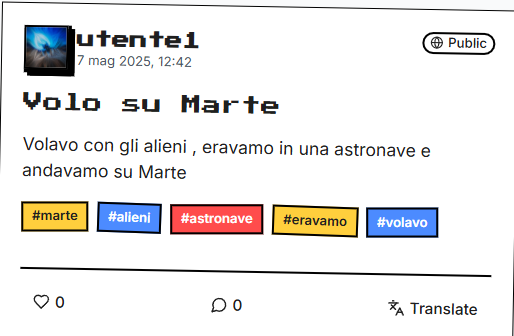 utente1
Public
7 mag 2025, 12:42
Volo su Marte
Volavo con gli alieni , eravamo in una astronave e
andavamo su Marte
#marte #alieni #astronave #eravamo #volavo
0 0 Translate